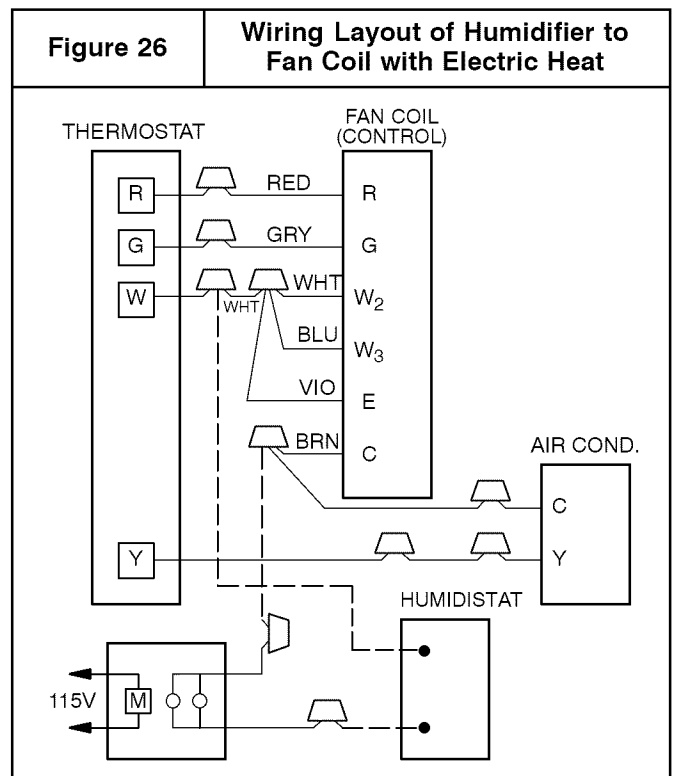 Figure 26
Wiring Layout of Humidifier to
Fan Coil with Electric Heat
THERMOSTAT
FAN COIL
(CONTROL)
R
RED
R
G
GRY
G
W
WHT
WHT
W2
BLU
W3
VIO
E
BRN
C
AIR COND.
C
Y
Y
HUMIDISTAT
115V
M